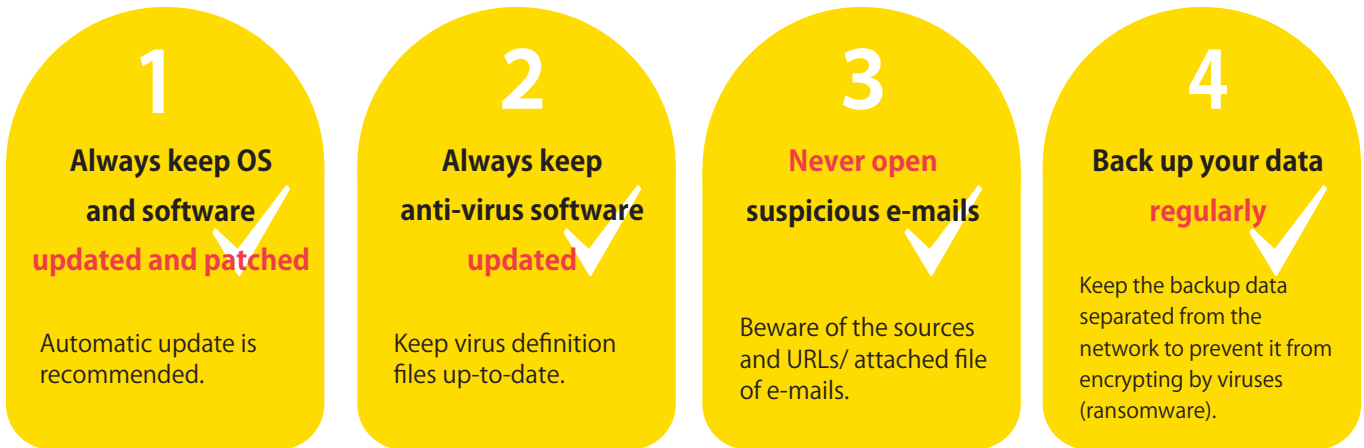 1
Always keep OS
and software
updated and patched
Automatic update is
recommended.
2
Always keep
anti-virus software
updated
Keep virus definition
files up-to-date.
3
Never open
suspicious e-mails
Beware of the sources
and URLs/ attached file
of e-mails.
4
Back up your data
regularly
Keep the backup data
separated from the
network to prevent it from
encrypting by viruses
(ransomware).